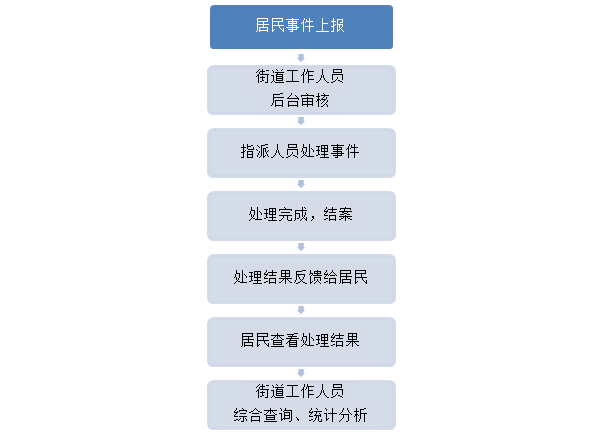 居民事件上报
街道工作人员
后台审核
指派人员处理事件
处理完成，结案
处理结果反馈给居民
居民查看处理结果
街道工作人员
综合查询、统计分析